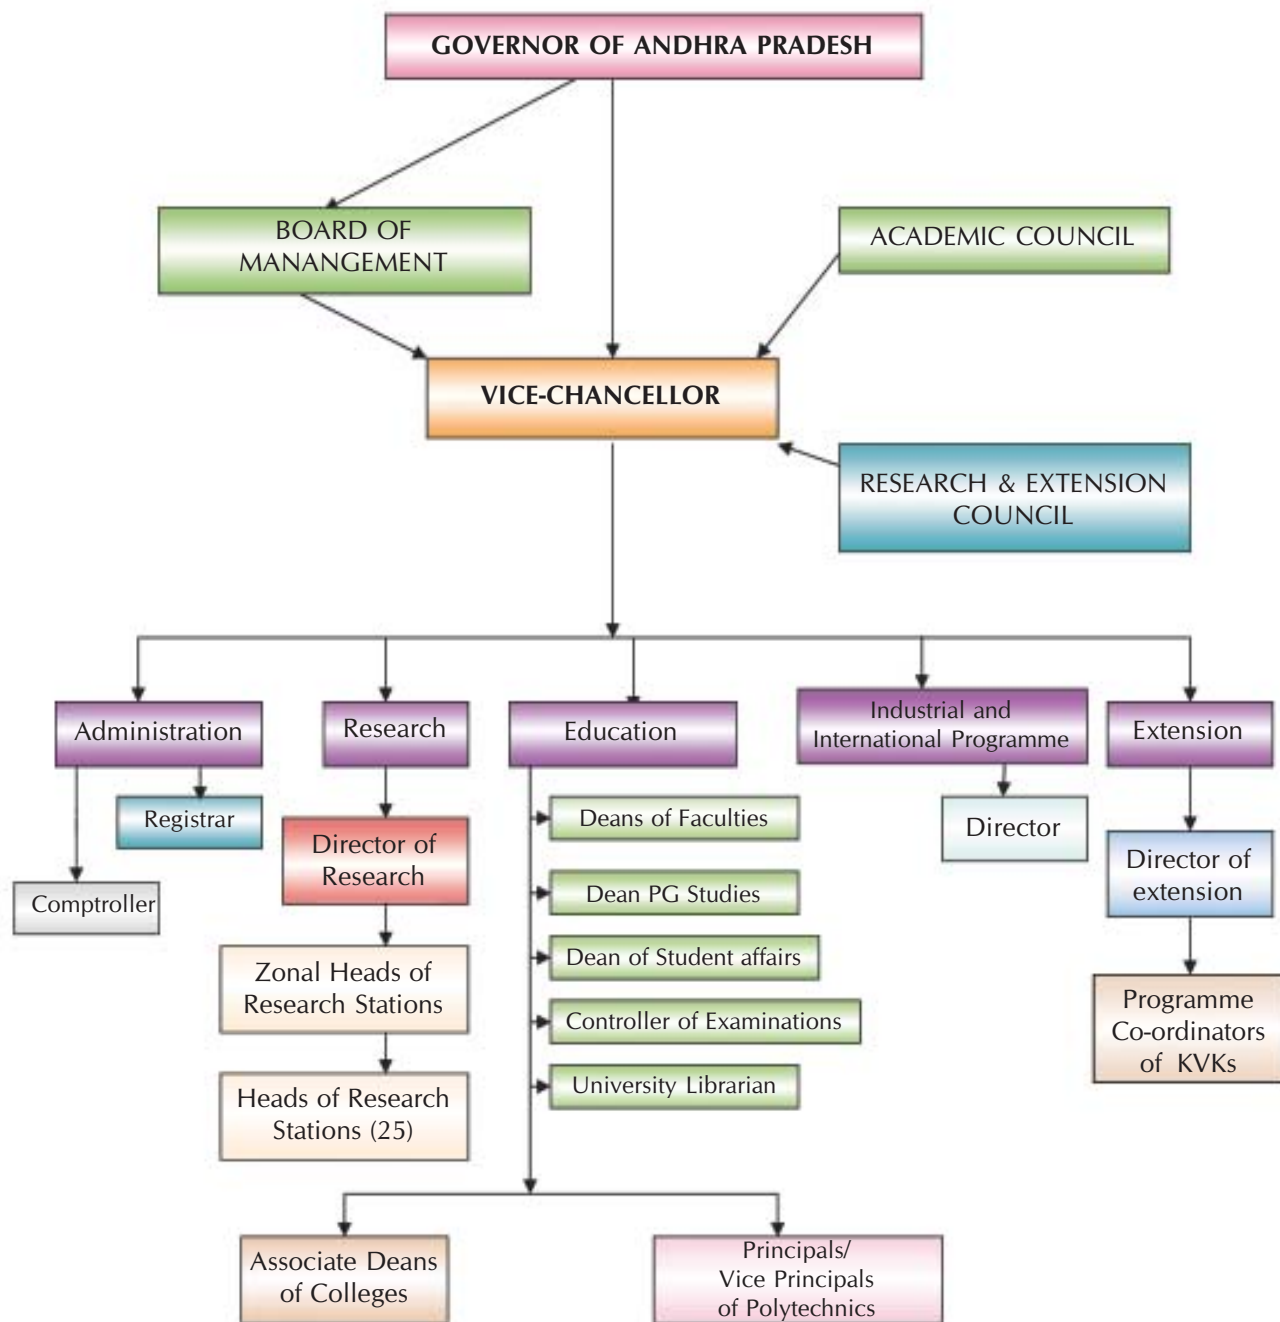 GOVERNOR OF ANDHRA PRADESH
BOARD OF
MANANGEMENT
ACADEMIC COUNCIL
VICE-CHANCELLOR
RESEARCH & EXTENSION
COUNCIL
Administration
Research
Education
Industrial and
International Programme
Extension
Registrar
Comptroller
Director of
Research
Zonal Heads of
Research Stations
Heads of Research
Stations (25)
Deans of Faculties
Dean PG Studies
Dean of Student affairs
Controller of Examinations
University Librarian
Director
Director of
extension
Programme
Co-ordinators
of KVKs
Associate Deans
of Colleges
Principals/
Vice Principals
of Polytechnics